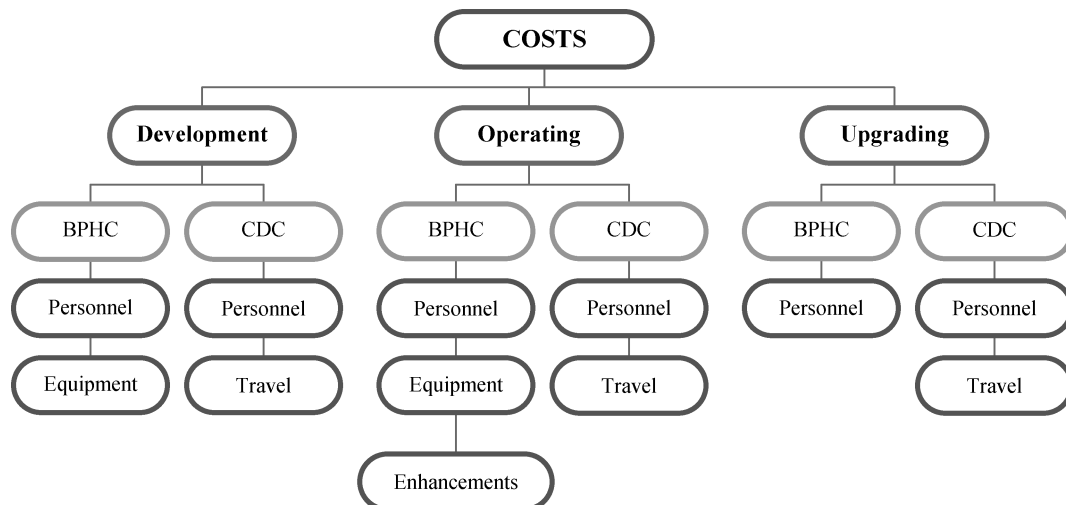 COSTS
Development
Operating
Upgrading
BPHC
CDC
BPHC
CDC
BPHC
CDC
Personnel
Personnel
Personnel
Personnel
Personnel
Personnel
Equipment
Travel
Equipment
Travel
Travel
Enhancements